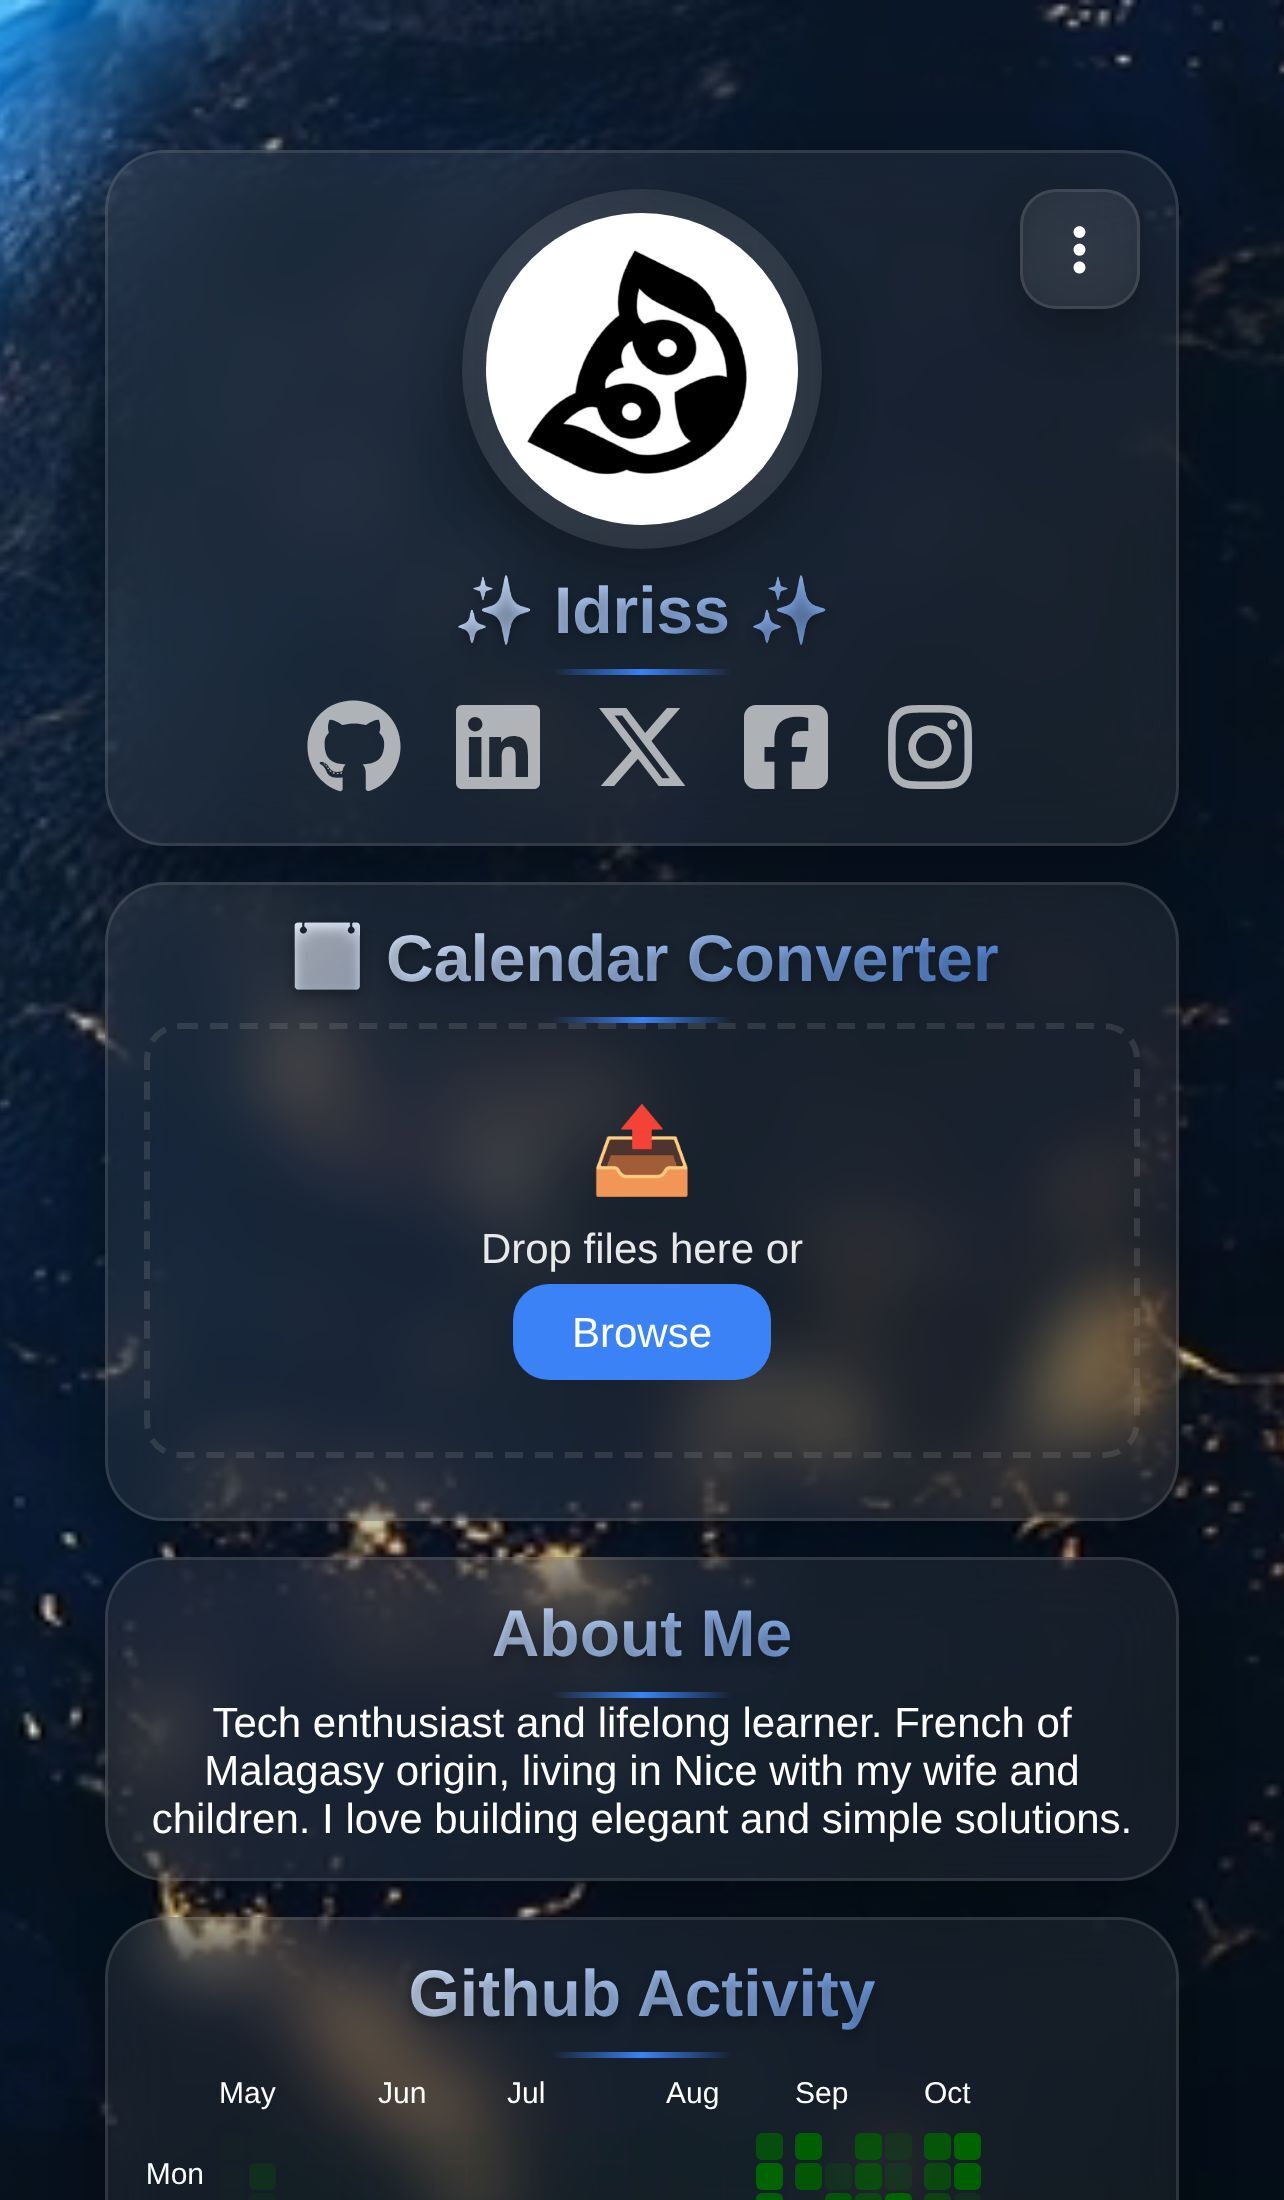 ✨ Idriss ✨
Calendar Converter
Drop files here or
Browse
About Me
Tech enthusiast and lifelong learner. French of
Malagasy origin, living in Nice with my wife and
children. I love building elegant and simple solutions.
Github Activity
May Jun Jul Aug Sep Oct
Mon